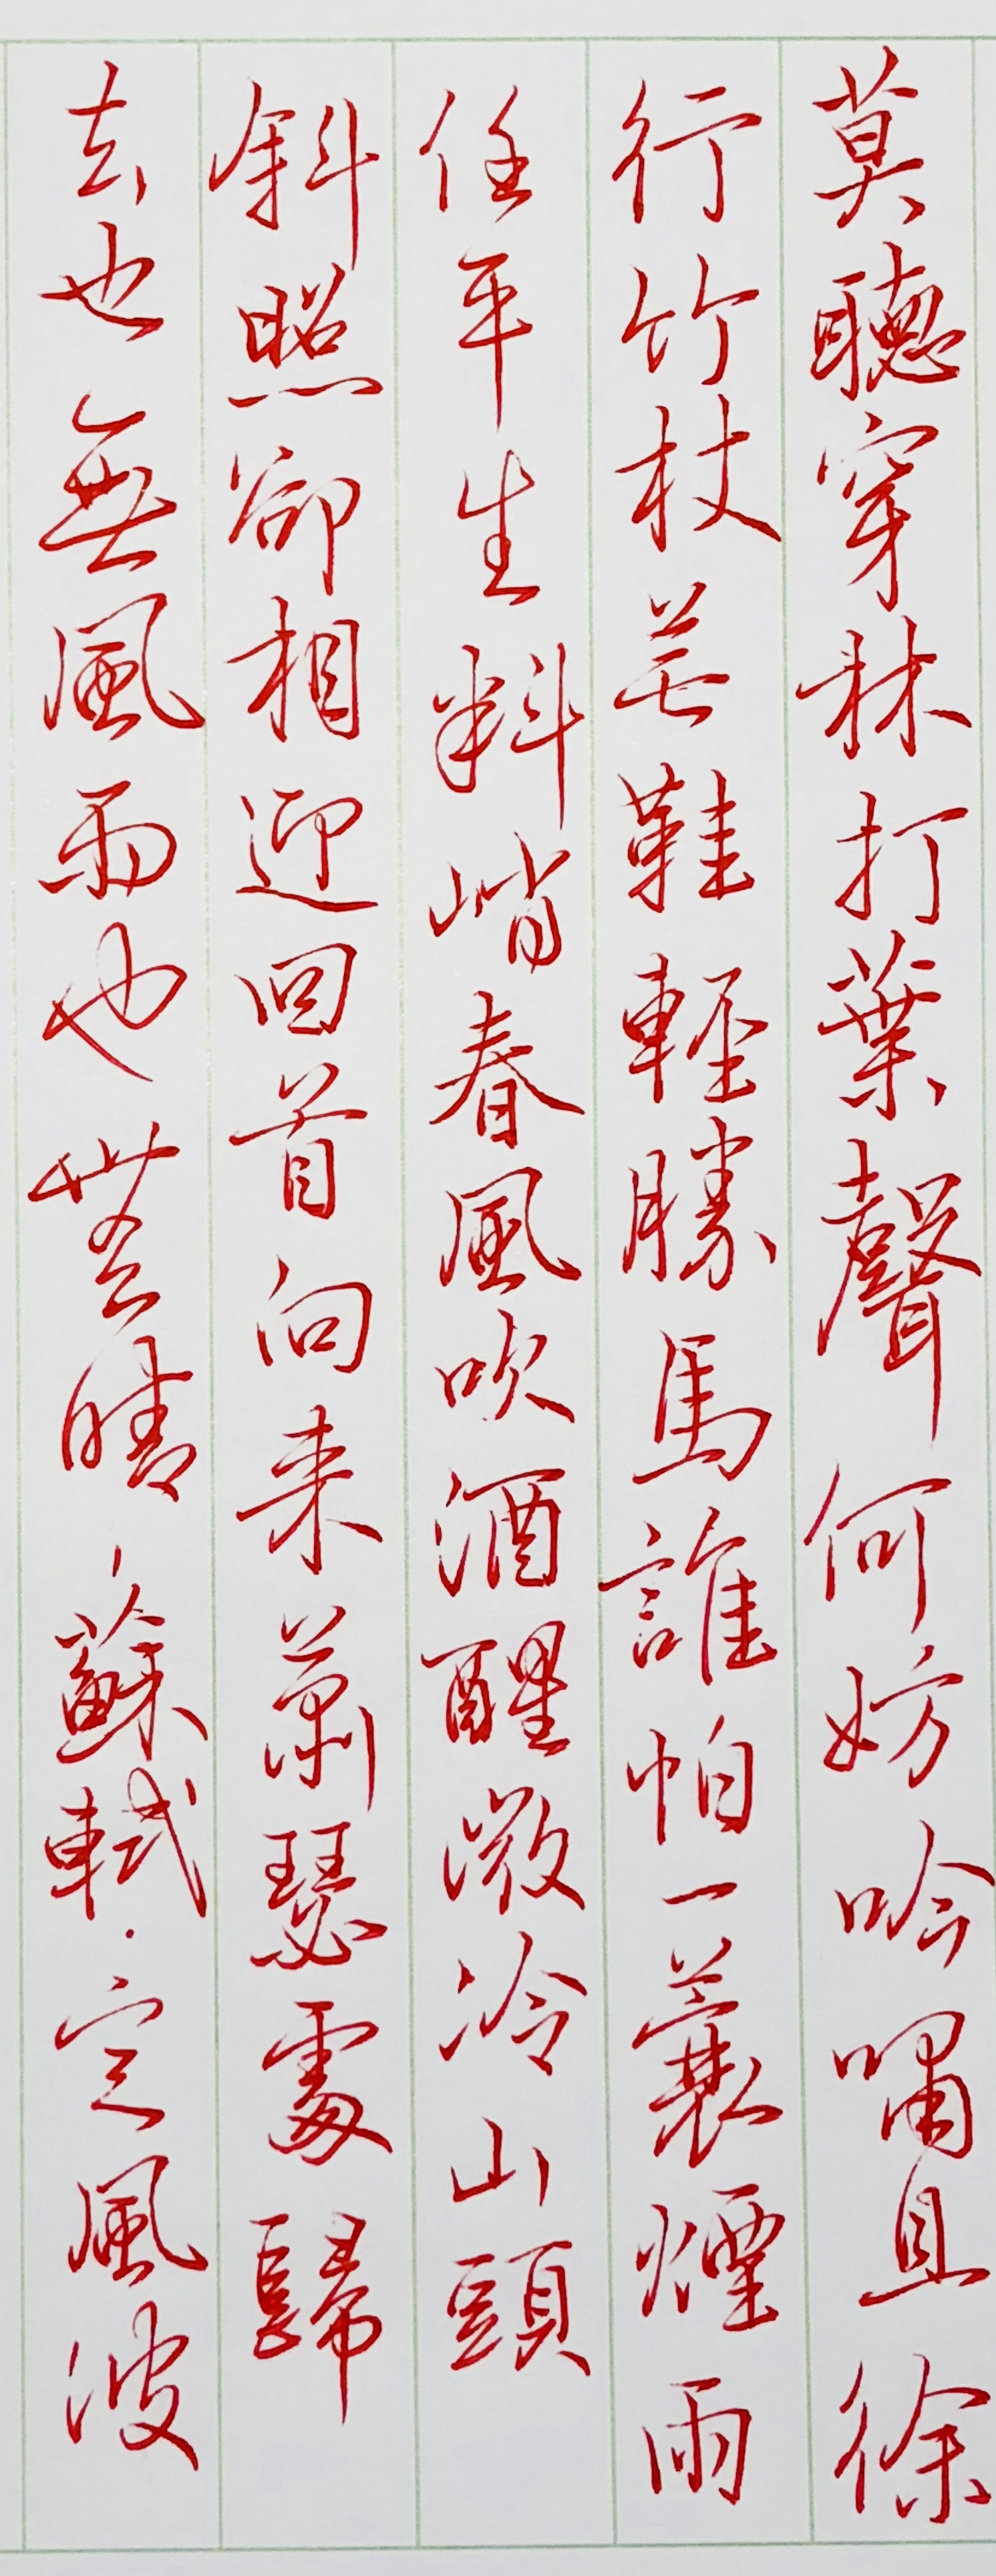 莫聽穿林打葉聲何妨吟嘯且徐
行竹杖芒鞋輕勝馬誰怕一蓑煙雨
任平生料峭春風吹酒醒微冷山頭
斜照卻相迎回首向来蕭瑟處歸
去也無風雨也無晴蘇軾·定風波